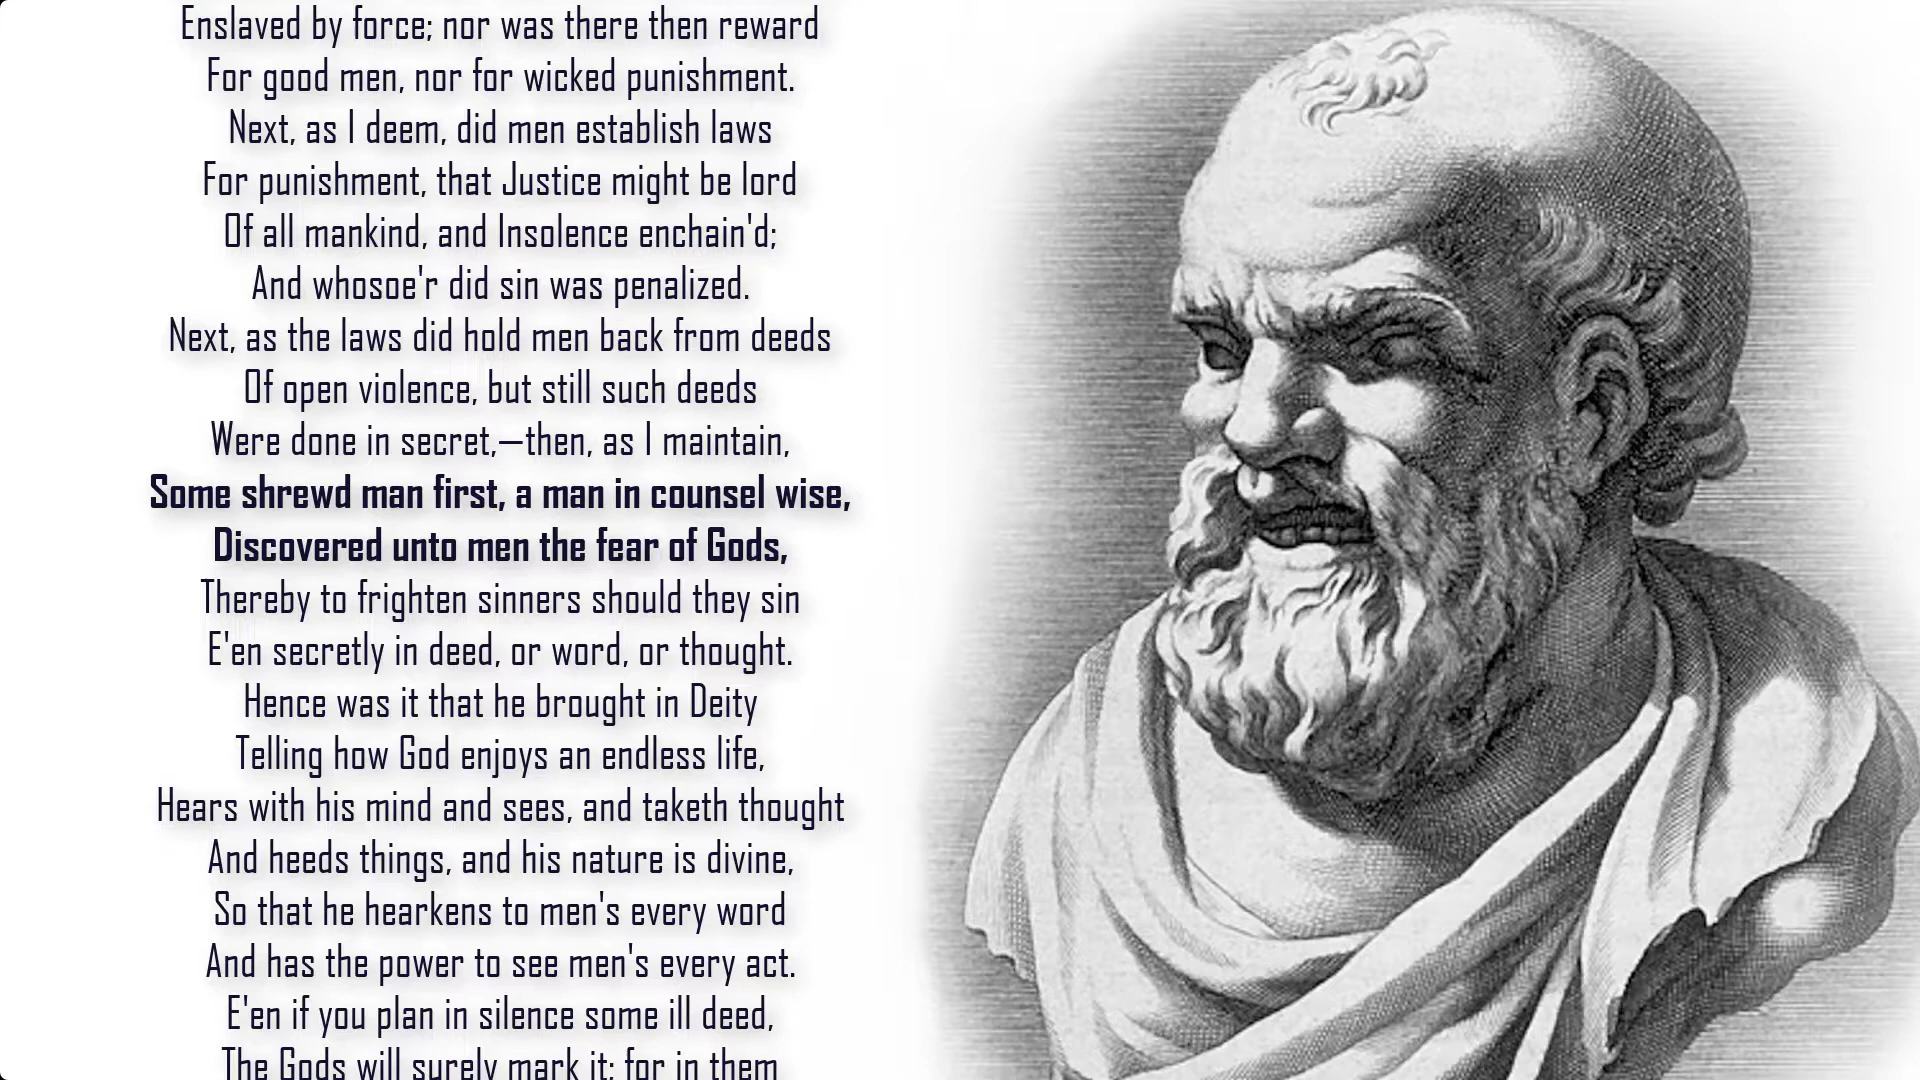 Enslaved by force; nor was there then reward
For good men, nor for wicked punishment.
Next, as I deem, did men establish laws
For punishment, that Justice might be lord
Of all mankind, and Insolence enchain'd;
And whosoe'r did sin was penalized.
Next, as the laws did hold men back from deeds
Of open violence, but still such deeds
Were done in secret,—then, as I maintain,
Some shrewd man first, a man in counsel wise,
Discovered unto men the fear of Gods,
Thereby to frighten sinners should they sin
E'en secretly in deed, or word, or thought.
Hence was it that he brought in Deity
Telling how God enjoys an endless life,
Hears with his mind and sees, and taketh thought
And heeds things, and his nature is divine,
So that he hearkens to men's every word
And has the power to see men's every act.
E'en if you plan in silence some ill deed,
The Gods will surely mark it; for in them